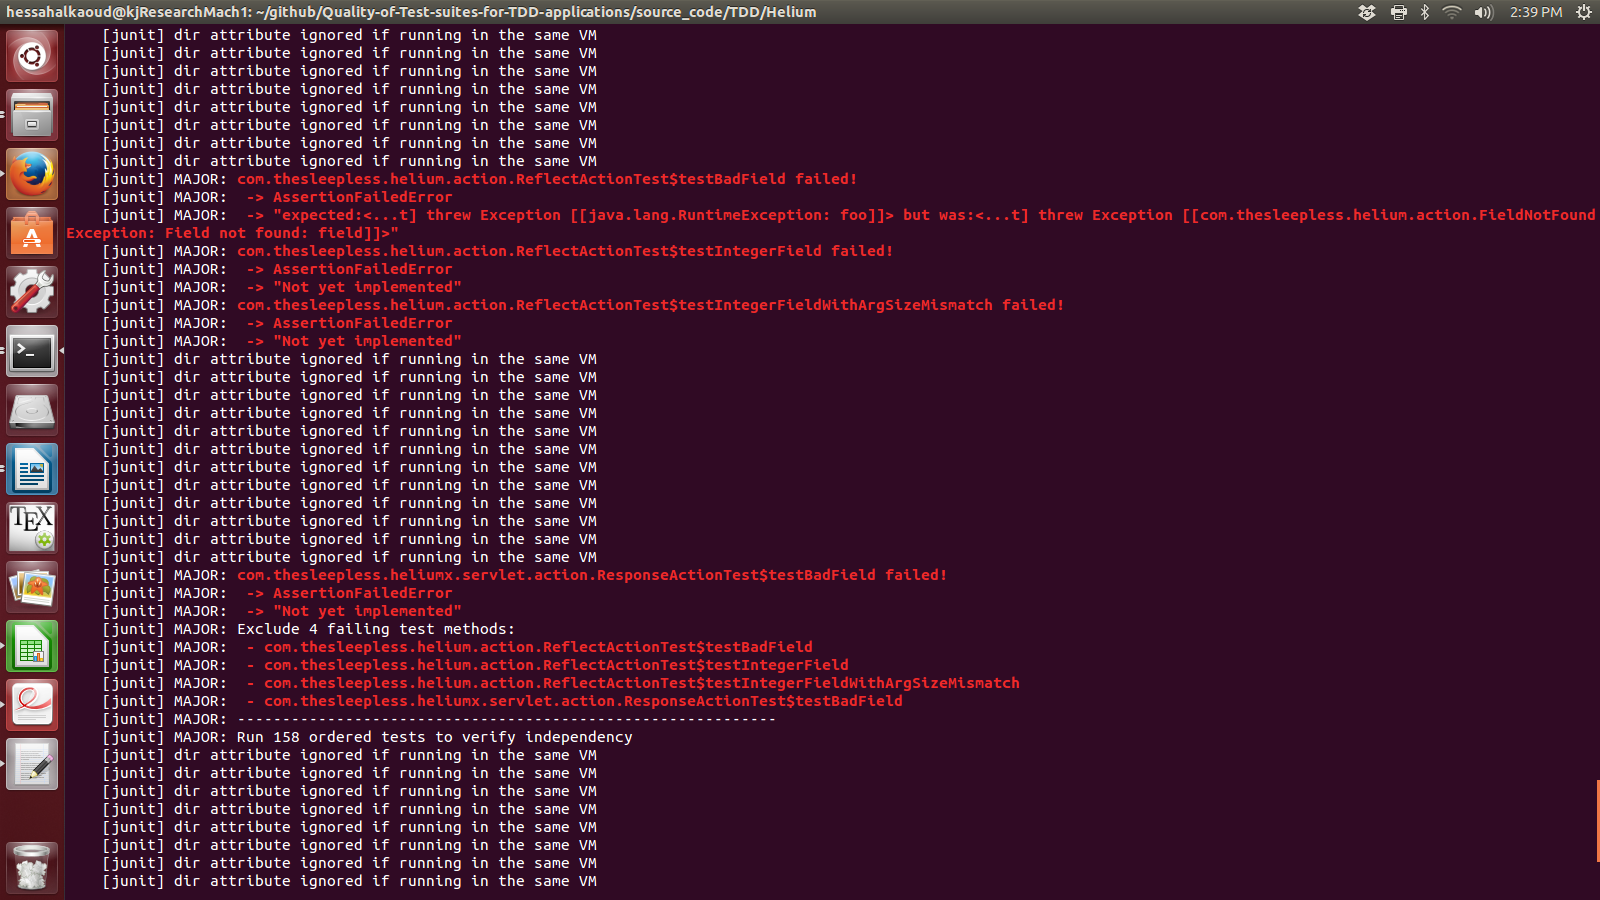 hessahalkaoud@kjResearchMach1: ~/github/Quality-of-Test-suites-for-TDD-applications/source_code/TDD/Helium 2:39 PM
[junit] dir attribute ignored if running in the same VM
[junit] dir attribute ignored if running in the same VM
[junit] dir attribute ignored if running in the same VM
[junit] dir attribute ignored if running in the same VM
[junit] dir attribute ignored if running in the same VM
[junit] dir attribute ignored if running in the same VM
[junit] dir attribute ignored if running in the same VM
[junit] dir attribute ignored if running in the same VM
[junit] MAJOR: com.thesleepless.helium.action.ReflectActionTest$testBadField failed!
[junit] MAJOR:  -> AssertionFailedError
[junit] MAJOR:  -> "expected:<...t] threw Exception [[java.lang.RuntimeException: foo]]> but was:<...t] threw Exception [[com.thesleepless.helium.action.FieldNotFound
Exception: Field not found: field]]>"
[junit] MAJOR: com.thesleepless.helium.action.ReflectActionTest$testIntegerField failed!
[junit] MAJOR:  -> AssertionFailedError
[junit] MAJOR:  -> "Not yet implemented"
[junit] MAJOR: com.thesleepless.helium.action.ReflectActionTest$testIntegerFieldWithArgSizeMismatch failed!
[junit] MAJOR:  -> AssertionFailedError
[junit] MAJOR:  -> "Not yet implemented"
[junit] dir attribute ignored if running in the same VM
[junit] dir attribute ignored if running in the same VM
[junit] dir attribute ignored if running in the same VM
[junit] dir attribute ignored if running in the same VM
[junit] dir attribute ignored if running in the same VM
[junit] dir attribute ignored if running in the same VM
[junit] dir attribute ignored if running in the same VM
[junit] dir attribute ignored if running in the same VM
[junit] dir attribute ignored if running in the same VM
[junit] dir attribute ignored if running in the same VM
[junit] dir attribute ignored if running in the same VM
[junit] dir attribute ignored if running in the same VM
[junit] MAJOR: com.thesleepless.heliumx.servlet.action.ResponseActionTest$testBadField failed!
[junit] MAJOR:  -> AssertionFailedError
[junit] MAJOR:  -> "Not yet implemented"
[junit] MAJOR: Exclude 4 failing test methods:
[junit] MAJOR:  - com.thesleepless.helium.action.ReflectActionTest$testBadField
[junit] MAJOR:  - com.thesleepless.helium.action.ReflectActionTest$testIntegerField
[junit] MAJOR:  - com.thesleepless.helium.action.ReflectActionTest$testIntegerFieldWithArgSizeMismatch
[junit] MAJOR:  - com.thesleepless.heliumx.servlet.action.ResponseActionTest$testBadField
[junit] MAJOR: ------------------------------------------------------------
[junit] MAJOR: Run 158 ordered tests to verify independency
[junit] dir attribute ignored if running in the same VM
[junit] dir attribute ignored if running in the same VM
[junit] dir attribute ignored if running in the same VM
[junit] dir attribute ignored if running in the same VM
[junit] dir attribute ignored if running in the same VM
[junit] dir attribute ignored if running in the same VM
[junit] dir attribute ignored if running in the same VM
[junit] dir attribute ignored if running in the same VM
TEX